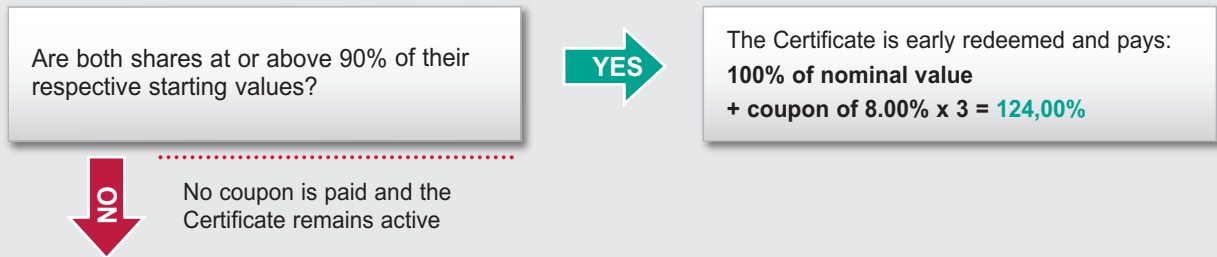 Are both shares at or above 90% of their
respective starting values?
YES
The Certificate is early redeemed and pays:
100% of nominal value
+ coupon of 8.00% x 3 = 124,00%
NO
No coupon is paid and the
Certificate remains active